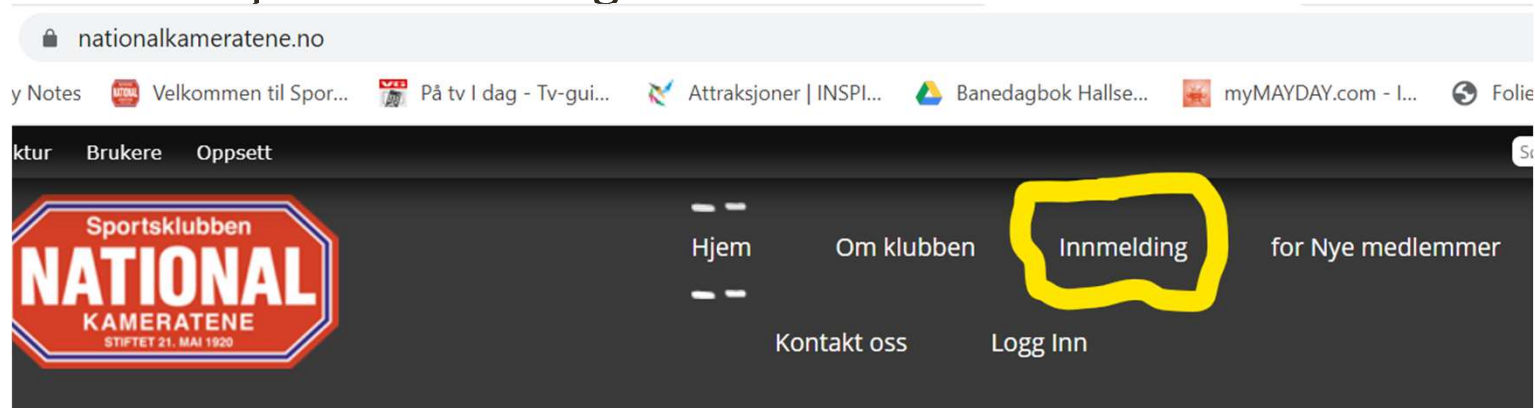 nationalkameratene.no
y Notes Velkommen til Spor... På tv I dag - Tv-gui... Attraksjoner | INSPI... Banedagbok Hallse... myMAYDAY.com - I... Folie
ktur Brukere Oppsett
Sportsklubben
NATIONAL
KAMERATENE
STIFTET 21. MAI 1920
Hjem Om klubben Innmelding for Nye medlemmer
Kontakt oss Logg Inn